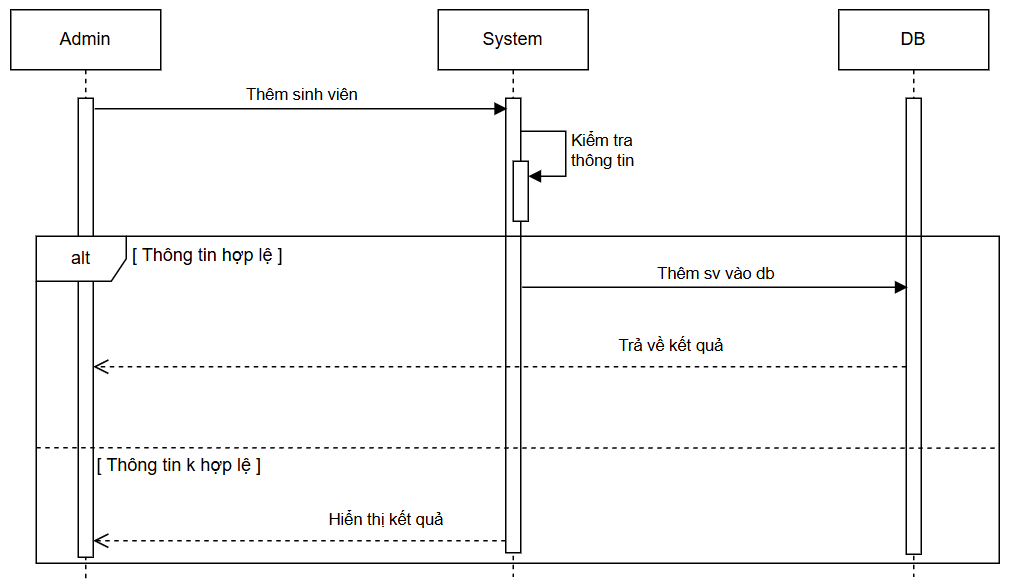 Admin
System
DB
Thêm sinh viên
Kiểm tra
thông tin
alt
[ Thông tin hợp lệ ]
Thêm sv vào db
Trả về kết quả
[ Thông tin k hợp lệ ]
Hiển thị kết quả